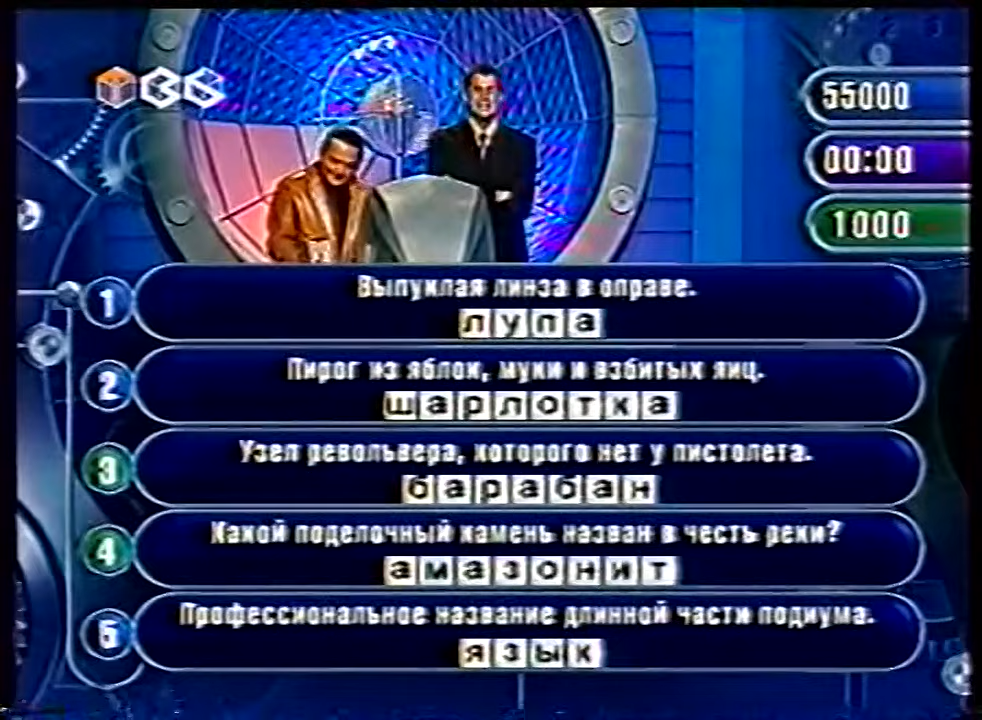 36
55000
00:00
1000
1
Выпуклая линза в оправе.
лупа
2
Пирог из яблок, муки и взбитых яиц.
шарлотка
3
Узел револьвера, которого нет у пистолета.
барабан
4
Какой поделочный камень назван в честь реки?
амазонит
5
Профессиональное название длинной части подиума.
язык